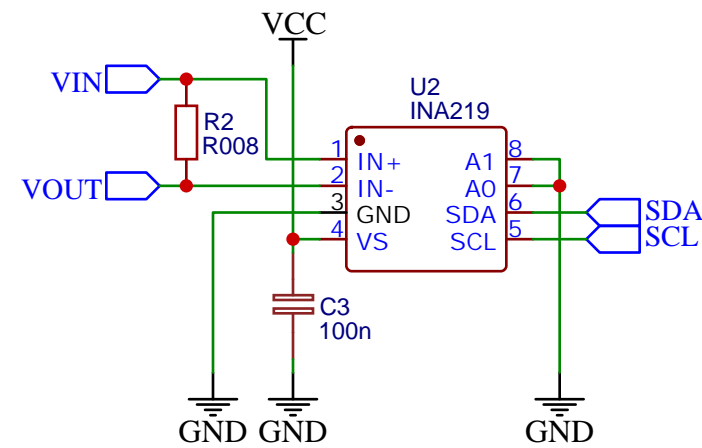 VCC
VIN
U2
INA219
R2
R008
1 IN+ A1 8
VOUT
2 IN- A0 7
3 GND SDA 6
SDA
4 VS SCL 5
SCL
C3
100n
GND GND GND